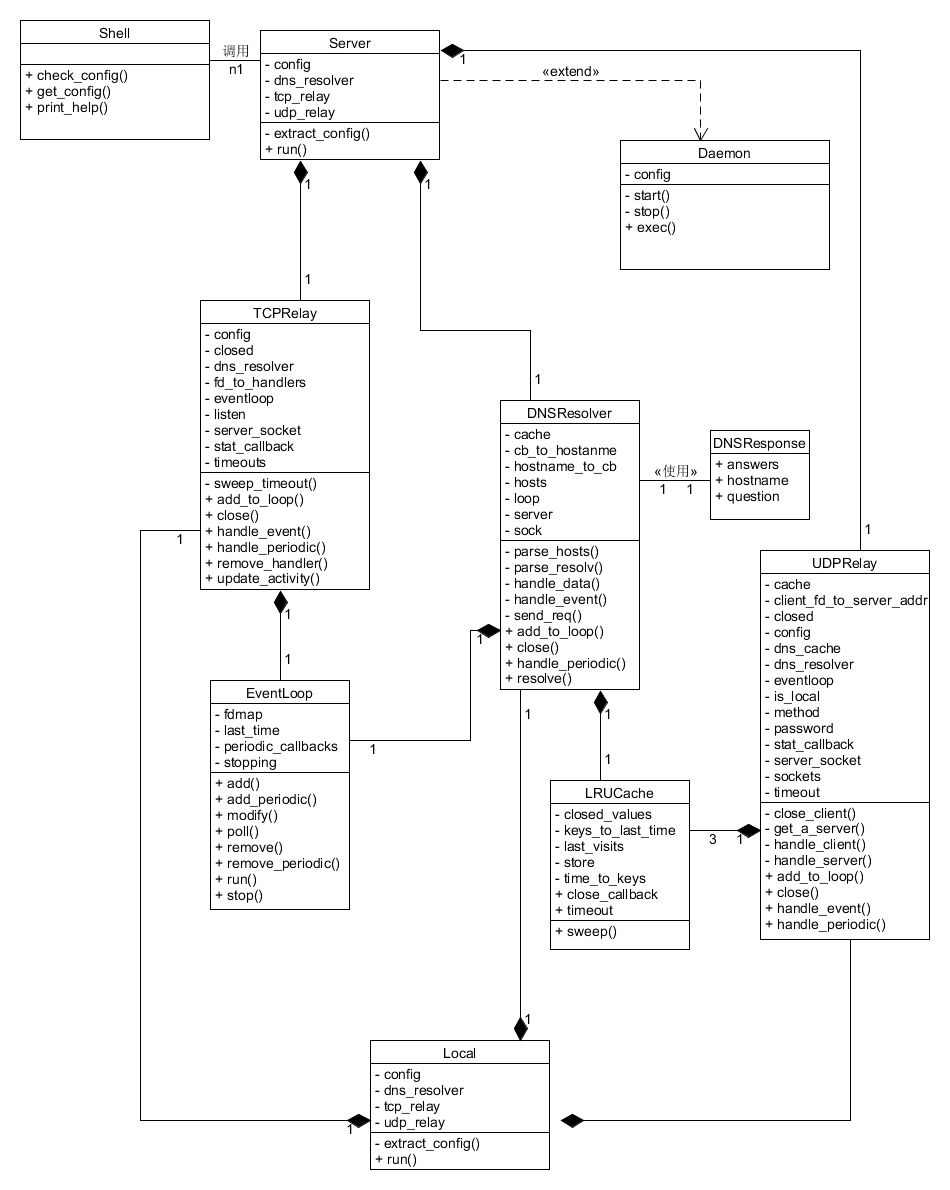 Shell
+ check_config()
+ get_config()
+ print_help()
调用
n1
Server
- config
- dns_resolver
- tcp_relay
- udp_relay
- extract_config()
+ run()
1
1
1
«extend»
Daemon
- config
- start()
- stop()
+ exec()
1
TCPRelay
- config
- closed
- dns_resolver
- fd_to_handlers
- eventloop
- listen
- server_socket
- stat_callback
- timeouts
- sweep_timeout()
+ add_to_loop()
+ close()
+ handle_event()
+ handle_periodic()
+ remove_handler()
+ update_activity()
1
1
1
EventLoop
- fdmap
- last_time
- periodic_callbacks
- stopping
+ add()
+ add_periodic()
+ modify()
+ poll()
+ remove()
+ remove_periodic()
+ run()
+ stop()
1
1
1
DNSResolver
- cache
- cb_to_hostanme
- hostname_to_cb
- hosts
- loop
- server
- sock
- parse_hosts()
- parse_resolv()
- handle_data()
- handle_event()
- send_req()
+ add_to_loop()
+ close()
+ handle_periodic()
+ resolve()
«使用»
1 1
DNSResponse
+ answers
+ hostname
+ question
1
1
1
LRUCache
- closed_values
- keys_to_last_time
- last_visits
- store
- time_to_keys
+ close_callback
+ timeout
+ sweep()
3 1
1
UDPRelay
- cache
- client_fd_to_server_addr
- closed
- config
- dns_cache
- dns_resolver
- eventloop
- is_local
- method
- password
- stat_callback
- server_socket
- sockets
- timeout
- close_client()
- get_a_server()
- handle_client()
- handle_server()
+ add_to_loop()
+ close()
+ handle_event()
+ handle_periodic()
1
1
Local
- config
- dns_resolver
- tcp_relay
- udp_relay
- extract_config()
+ run()